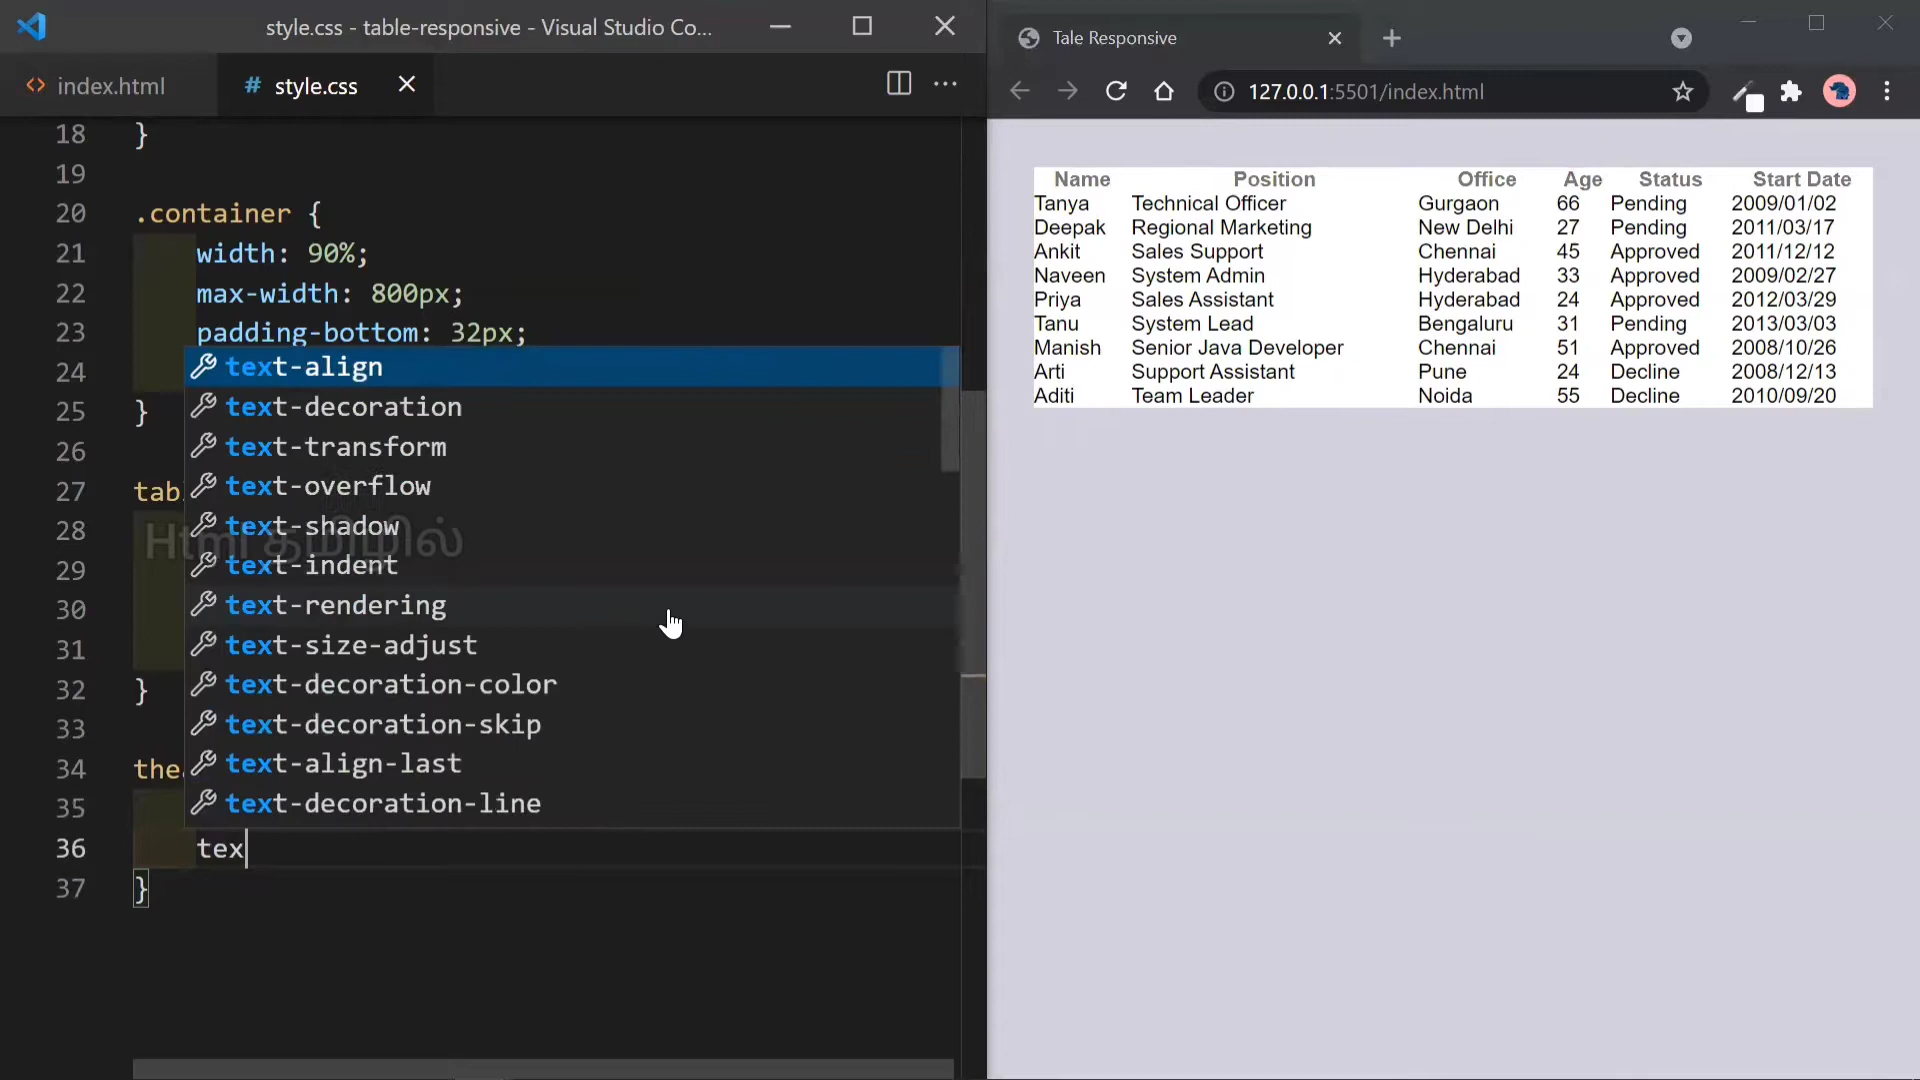 style.css - table-responsive - Visual Studio Co...
index.html
# style.css
18 }
19
20 .container {
21 width: 90%;
22 max-width: 800px;
23 padding-bottom: 32px;
24
25 }
26
27 tab
28
29
30
31
32 }
33
34 the
35
36 tex
37 }
text-align
text-decoration
text-transform
text-overflow
text-shadow
text-indent
text-rendering
text-size-adjust
text-decoration-color
text-decoration-skip
text-align-last
text-decoration-line
Html தமிழில்
Tale Responsive
127.0.0.1:5501/index.html
Name Position Office Age Status Start Date
Tanya Technical Officer Gurgaon 66 Pending 2009/01/02
Deepak Regional Marketing New Delhi 27 Pending 2011/03/17
Ankit Sales Support Chennai 45 Approved 2011/12/12
Naveen System Admin Hyderabad 33 Approved 2009/02/27
Priya Sales Assistant Hyderabad 24 Approved 2012/03/29
Tanu System Lead Bengaluru 31 Pending 2013/03/03
Manish Senior Java Developer Chennai 51 Approved 2008/10/26
Arti Support Assistant Pune 24 Decline 2008/12/13
Aditi Team Leader Noida 55 Decline 2010/09/20